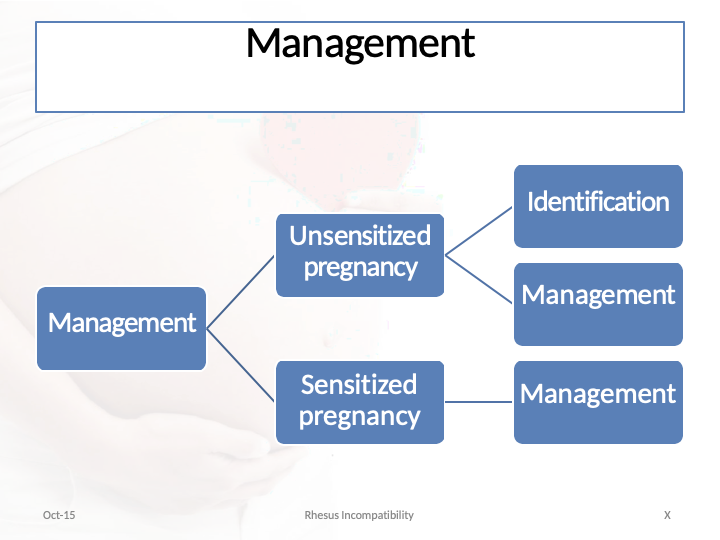 Management
Identification
Unsensitized
pregnancy
Management
Management
Sensitized
pregnancy
Management
Oct-15
Rhesus Incompatibility
X